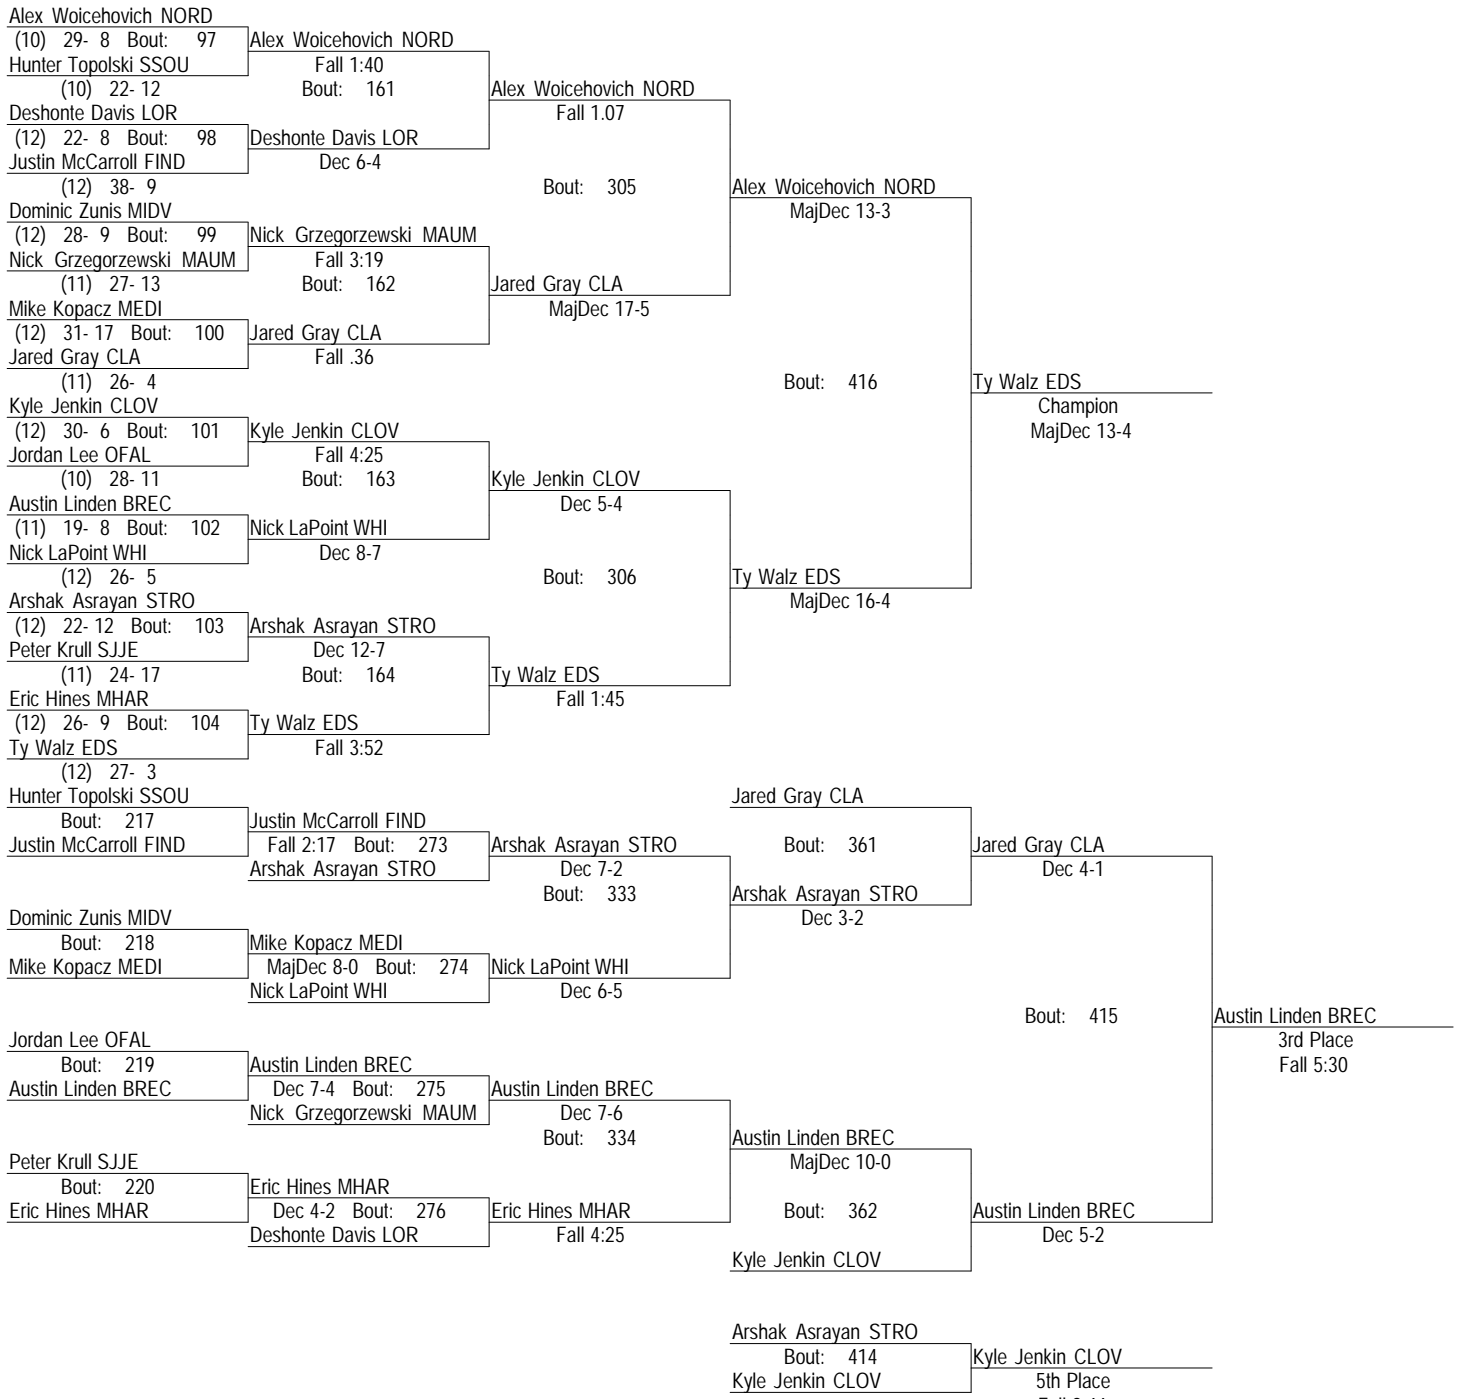 Alex Woicehovich NORD
(10) 29- 8 Bout: 97 Alex Woicehovich NORD
Hunter Topolski SSOU Fall 1:40
(10) 22- 12 Bout: 161 Alex Woicehovich NORD
Deshonte Davis LOR Fall 1.07
(12) 22- 8 Bout: 98 Deshonte Davis LOR
Justin McCarroll FIND Dec 6-4
(12) 38- 9 Bout: 305 Alex Woicehovich NORD
Dominic Zunis MIDV MajDec 13-3
(12) 28- 9 Bout: 99 Nick Grzegorzewski MAUM
Nick Grzegorzewski MAUM Fall 3:19
(11) 27- 13 Bout: 162 Jared Gray CLA
Mike Kopacz MEDI MajDec 17-5
(12) 31- 17 Bout: 100 Jared Gray CLA
Jared Gray CLA Fall .36
(11) 26- 4 Bout: 416 Ty Walz EDS
Kyle Jenkin CLOV Champion
(12) 30- 6 Bout: 101 Kyle Jenkin CLOV MajDec 13-4
Jordan Lee OFAL Fall 4:25
(10) 28- 11 Bout: 163 Kyle Jenkin CLOV
Austin Linden BREC Dec 5-4
(11) 19- 8 Bout: 102 Nick LaPoint WHI
Nick LaPoint WHI Dec 8-7
(12) 26- 5 Bout: 306 Ty Walz EDS
Arshak Asrayan STRO MajDec 16-4
(12) 22- 12 Bout: 103 Arshak Asrayan STRO
Peter Krull SJJE Dec 12-7
(11) 24- 17 Bout: 164 Ty Walz EDS
Eric Hines MHAR Fall 1:45
(12) 26- 9 Bout: 104 Ty Walz EDS
Ty Walz EDS Fall 3:52
(12) 27- 3
Hunter Topolski SSOU Jared Gray CLA
Bout: 217 Justin McCarroll FIND
Justin McCarroll FIND Fall 2:17 Bout: 273 Arshak Asrayan STRO Bout: 361 Jared Gray CLA
Arshak Asrayan STRO Dec 7-2 Dec 4-1
Bout: 333 Arshak Asrayan STRO
Dominic Zunis MIDV Dec 3-2
Bout: 218 Mike Kopacz MEDI
Mike Kopacz MEDI MajDec 8-0 Bout: 274 Nick LaPoint WHI
Nick LaPoint WHI Dec 6-5
Bout: 415 Austin Linden BREC
Jordan Lee OFAL 3rd Place
Bout: 219 Austin Linden BREC Fall 5:30
Austin Linden BREC Dec 7-4 Bout: 275 Austin Linden BREC
Nick Grzegorzewski MAUM Dec 7-6
Bout: 334 Austin Linden BREC
Peter Krull SJJE MajDec 10-0
Bout: 220 Eric Hines MHAR
Eric Hines MHAR Dec 4-2 Bout: 276 Eric Hines MHAR Bout: 362 Austin Linden BREC
Deshonte Davis LOR Fall 4:25 Dec 5-2
Kyle Jenkin CLOV
Arshak Asrayan STRO
Bout: 414 Kyle Jenkin CLOV
Kyle Jenkin CLOV 5th Place